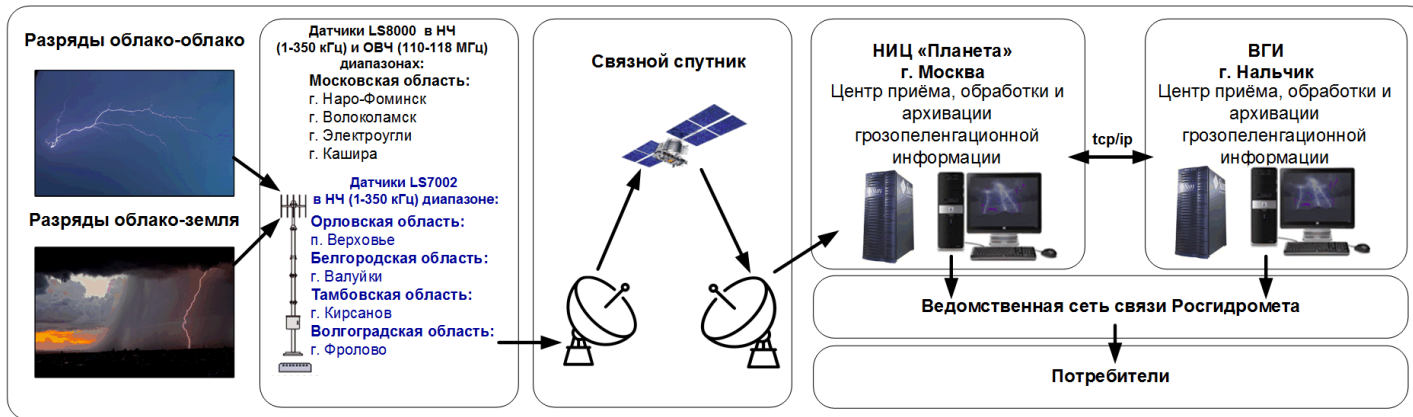 Разряды облако-облако
Разряды облако-земля
Датчики LS8000 в НЧ
(1-350 кГц) и ОВЧ (110-118 МГц)
диапазонах:
Московская область:
г. Наро-Фоминск
г. Волоколамск
г. Электроугли
г. Кашира
Датчики LS7002
в НЧ (1-350 кГц) диапазоне:
Орловская область:
п. Верховье
Белгородская область:
г. Валуйки
Тамбовская область:
г. Кирсанов
Волгоградская область:
г. Фролово
Связной спутник
НИЦ «Планета»
г. Москва
Центр приёма, обработки и
архивации
грозопеленгационной
информации
tcp/ip
ВГИ
г. Нальчик
Центр приёма, обработки и
архивации
грозопеленгационной
информации
Ведомственная сеть связи Росгидромета
Потребители